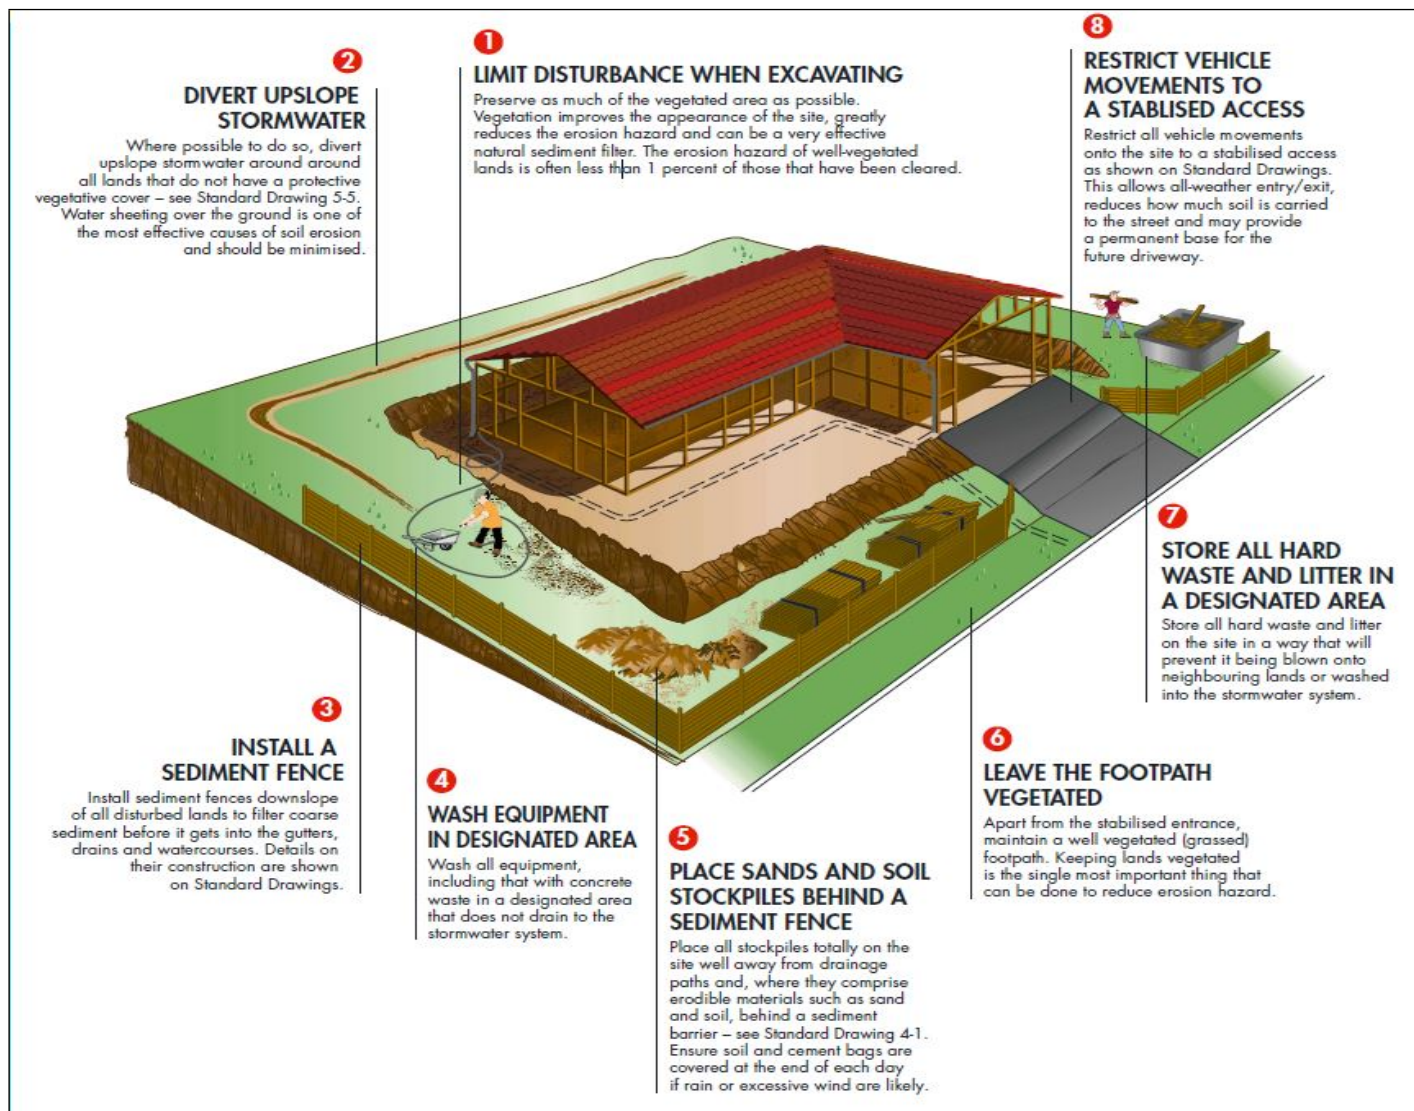 1
LIMIT DISTURBANCE WHEN EXCAVATING
Preserve as much of the vegetated area as possible.
Vegetation improves the appearance of the site, greatly
reduces the erosion hazard and can be a very effective
natural sediment filter. The erosion hazard of well-vegetated
lands is often less than 1 percent of those that have been cleared.
2
DIVERT UPSLOPE
STORMWATER
Where possible to do so, divert
upslope stormwater around around
all lands that do not have a protective
vegetative cover – see Standard Drawing 5-5.
Water sheeting over the ground is one of
the most effective causes of soil erosion
and should be minimised.
3
INSTALL A
SEDIMENT FENCE
Install sediment fences downslope
of all disturbed lands to filter coarse
sediment before it gets into the gutters,
drains and watercourses. Details on
their construction are shown
on Standard Drawings.
4
WASH EQUIPMENT
IN DESIGNATED AREA
Wash all equipment,
including that with concrete
waste in a designated area
that does not drain to the
stormwater system.
5
PLACE SANDS AND SOIL
STOCKPILES BEHIND A
SEDIMENT FENCE
Place all stockpiles totally on the
site well away from drainage
paths and, where they comprise
erodible materials such as sand
and soil, behind a sediment
barrier – see Standard Drawing 4-1.
Ensure soil and cement bags are
covered at the end of each day
if rain or excessive wind are likely.
6
LEAVE THE FOOTPATH
VEGETATED
Apart from the stabilised entrance,
maintain a well vegetated (grassed)
footpath. Keeping lands vegetated
is the single most important thing that
can be done to reduce erosion hazard.
7
STORE ALL HARD
WASTE AND LITTER IN
A DESIGNATED AREA
Store all hard waste and litter
on the site in a way that will
prevent it being blown onto
neighbouring lands or washed
into the stormwater system.
8
RESTRICT VEHICLE
MOVEMENTS TO
A STABLISED ACCESS
Restrict all vehicle movements
onto the site to a stabilised access
as shown on Standard Drawings.
This allows all-weather entry/exit,
reduces how much soil is carried
to the street and may provide
a permanent base for the
future driveway.